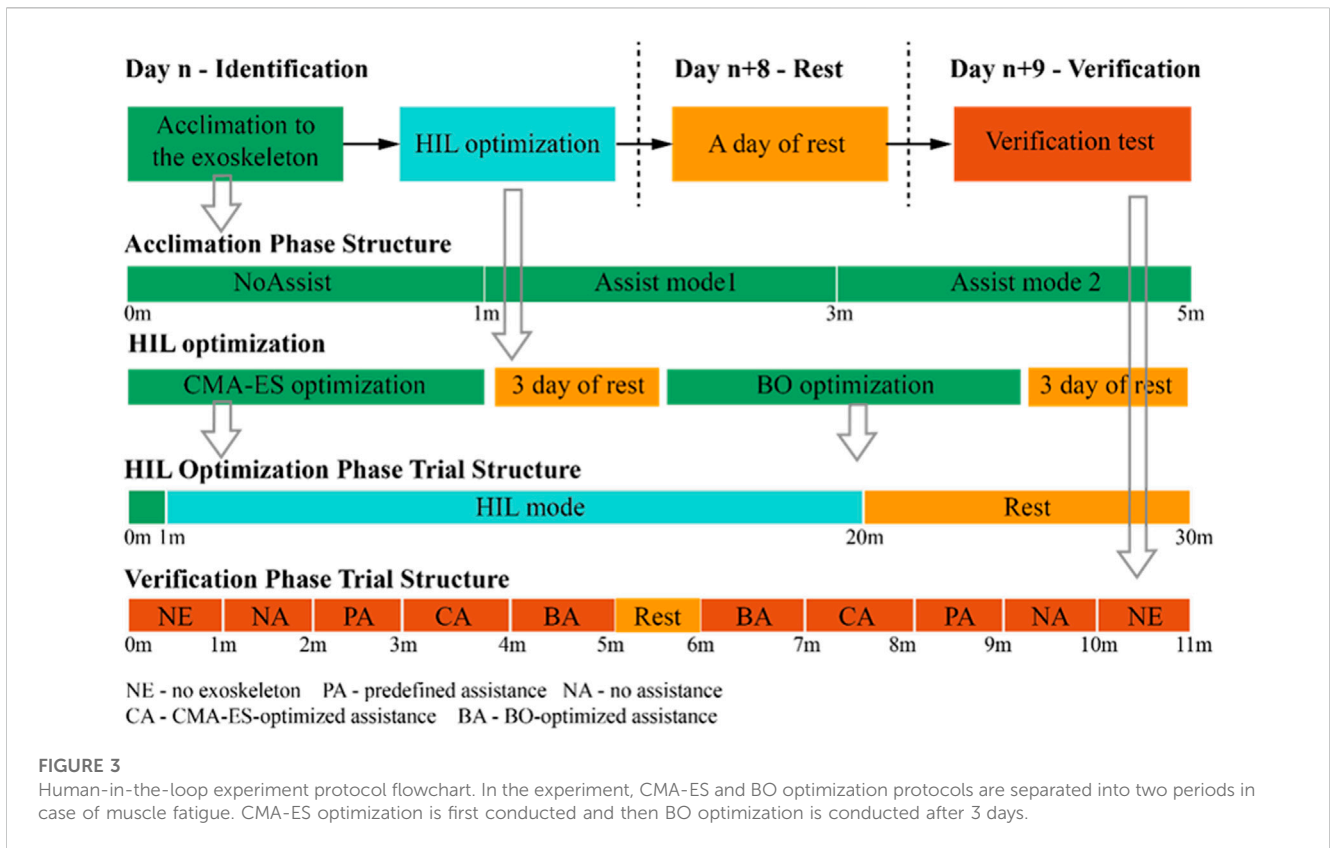 Day n - Identification
Day n+8 - Rest
Day n+9 - Verification
Acclimation to
the exoskeleton
HIL optimization
A day of rest
Verification test
Acclimation Phase Structure
NoAssist
Assist mode1
Assist mode 2
0m
1m
3m
5m
HIL optimization
CMA-ES optimization
3 day of rest
BO optimization
3 day of rest
HIL Optimization Phase Trial Structure
HIL mode
Rest
0m 1m
20m
30m
Verification Phase Trial Structure
NE NA PA CA BA Rest BA CA PA NA NE
0m 1m 2m 3m 4m 5m 6m 7m 8m 9m 10m 11m
NE - no exoskeleton PA - predefined assistance NA - no assistance
CA - CMA-ES-optimized assistance BA - BO-optimized assistance
FIGURE 3
Human-in-the-loop experiment protocol flowchart. In the experiment, CMA-ES and BO optimization protocols are separated into two periods in
case of muscle fatigue. CMA-ES optimization is first conducted and then BO optimization is conducted after 3 days.